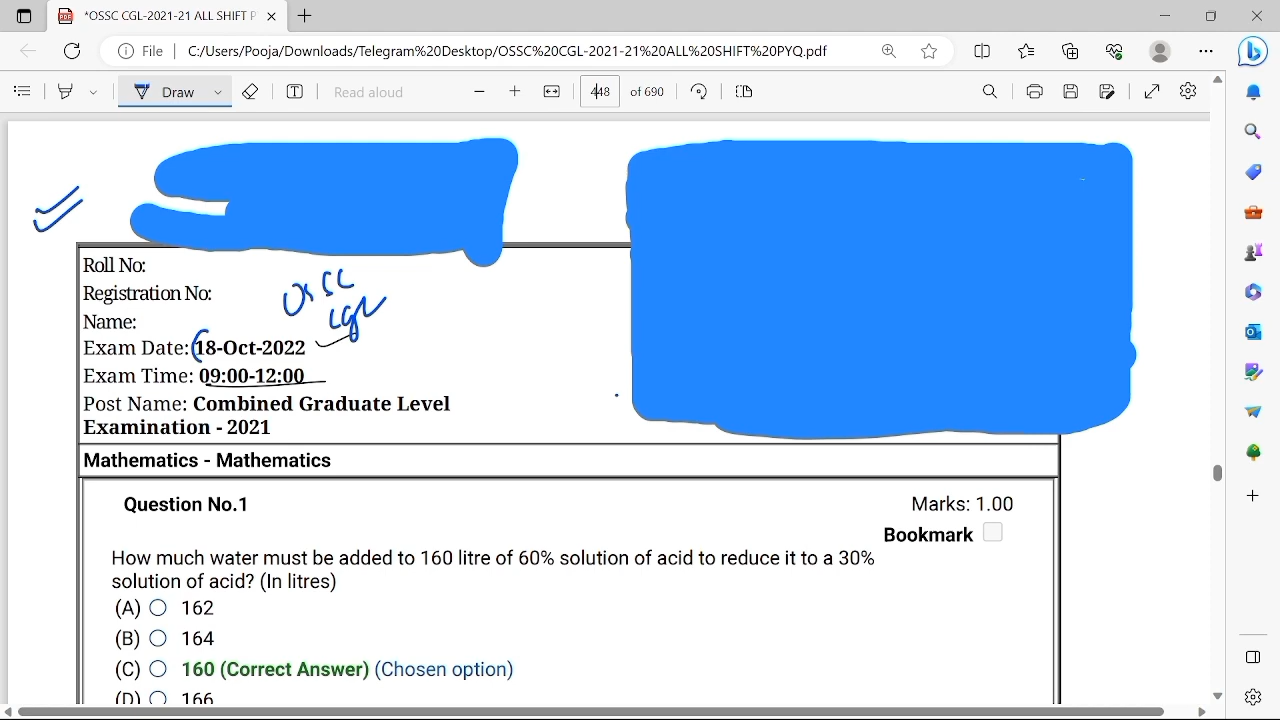 *OSSC CGL-2021-21 ALL SHIFT P
File
C:/Users/Pooja/Downloads/Telegram%20Desktop/OSSC%20CGL-2021-21%20ALL%20SHIFT%20PYQ.pdf
Draw
Read aloud
448 of 690
Roll No:
Registration No:
Name:
OSSC
CGL
Exam Date: 18-Oct-2022
Exam Time: 09:00-12:00
Post Name: Combined Graduate Level
Examination - 2021
Mathematics - Mathematics
Question No.1
Marks: 1.00
Bookmark
How much water must be added to 160 litre of 60% solution of acid to reduce it to a 30%
solution of acid? (In litres)
(A) 162
(B) 164
(C) 160 (Correct Answer) (Chosen option)
(D) 166